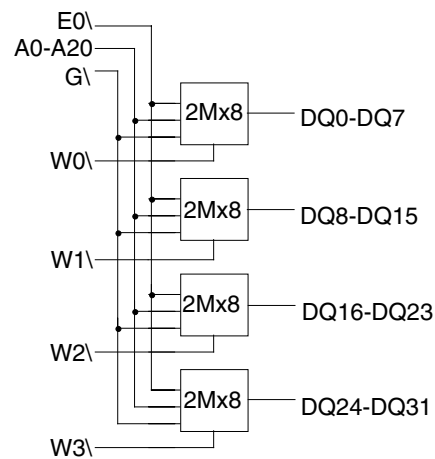 E0\
A0-A20
G\
2Mx8
DQ0-DQ7
W0\
2Mx8
DQ8-DQ15
W1\
2Mx8
DQ16-DQ23
W2\
2Mx8
DQ24-DQ31
W3\